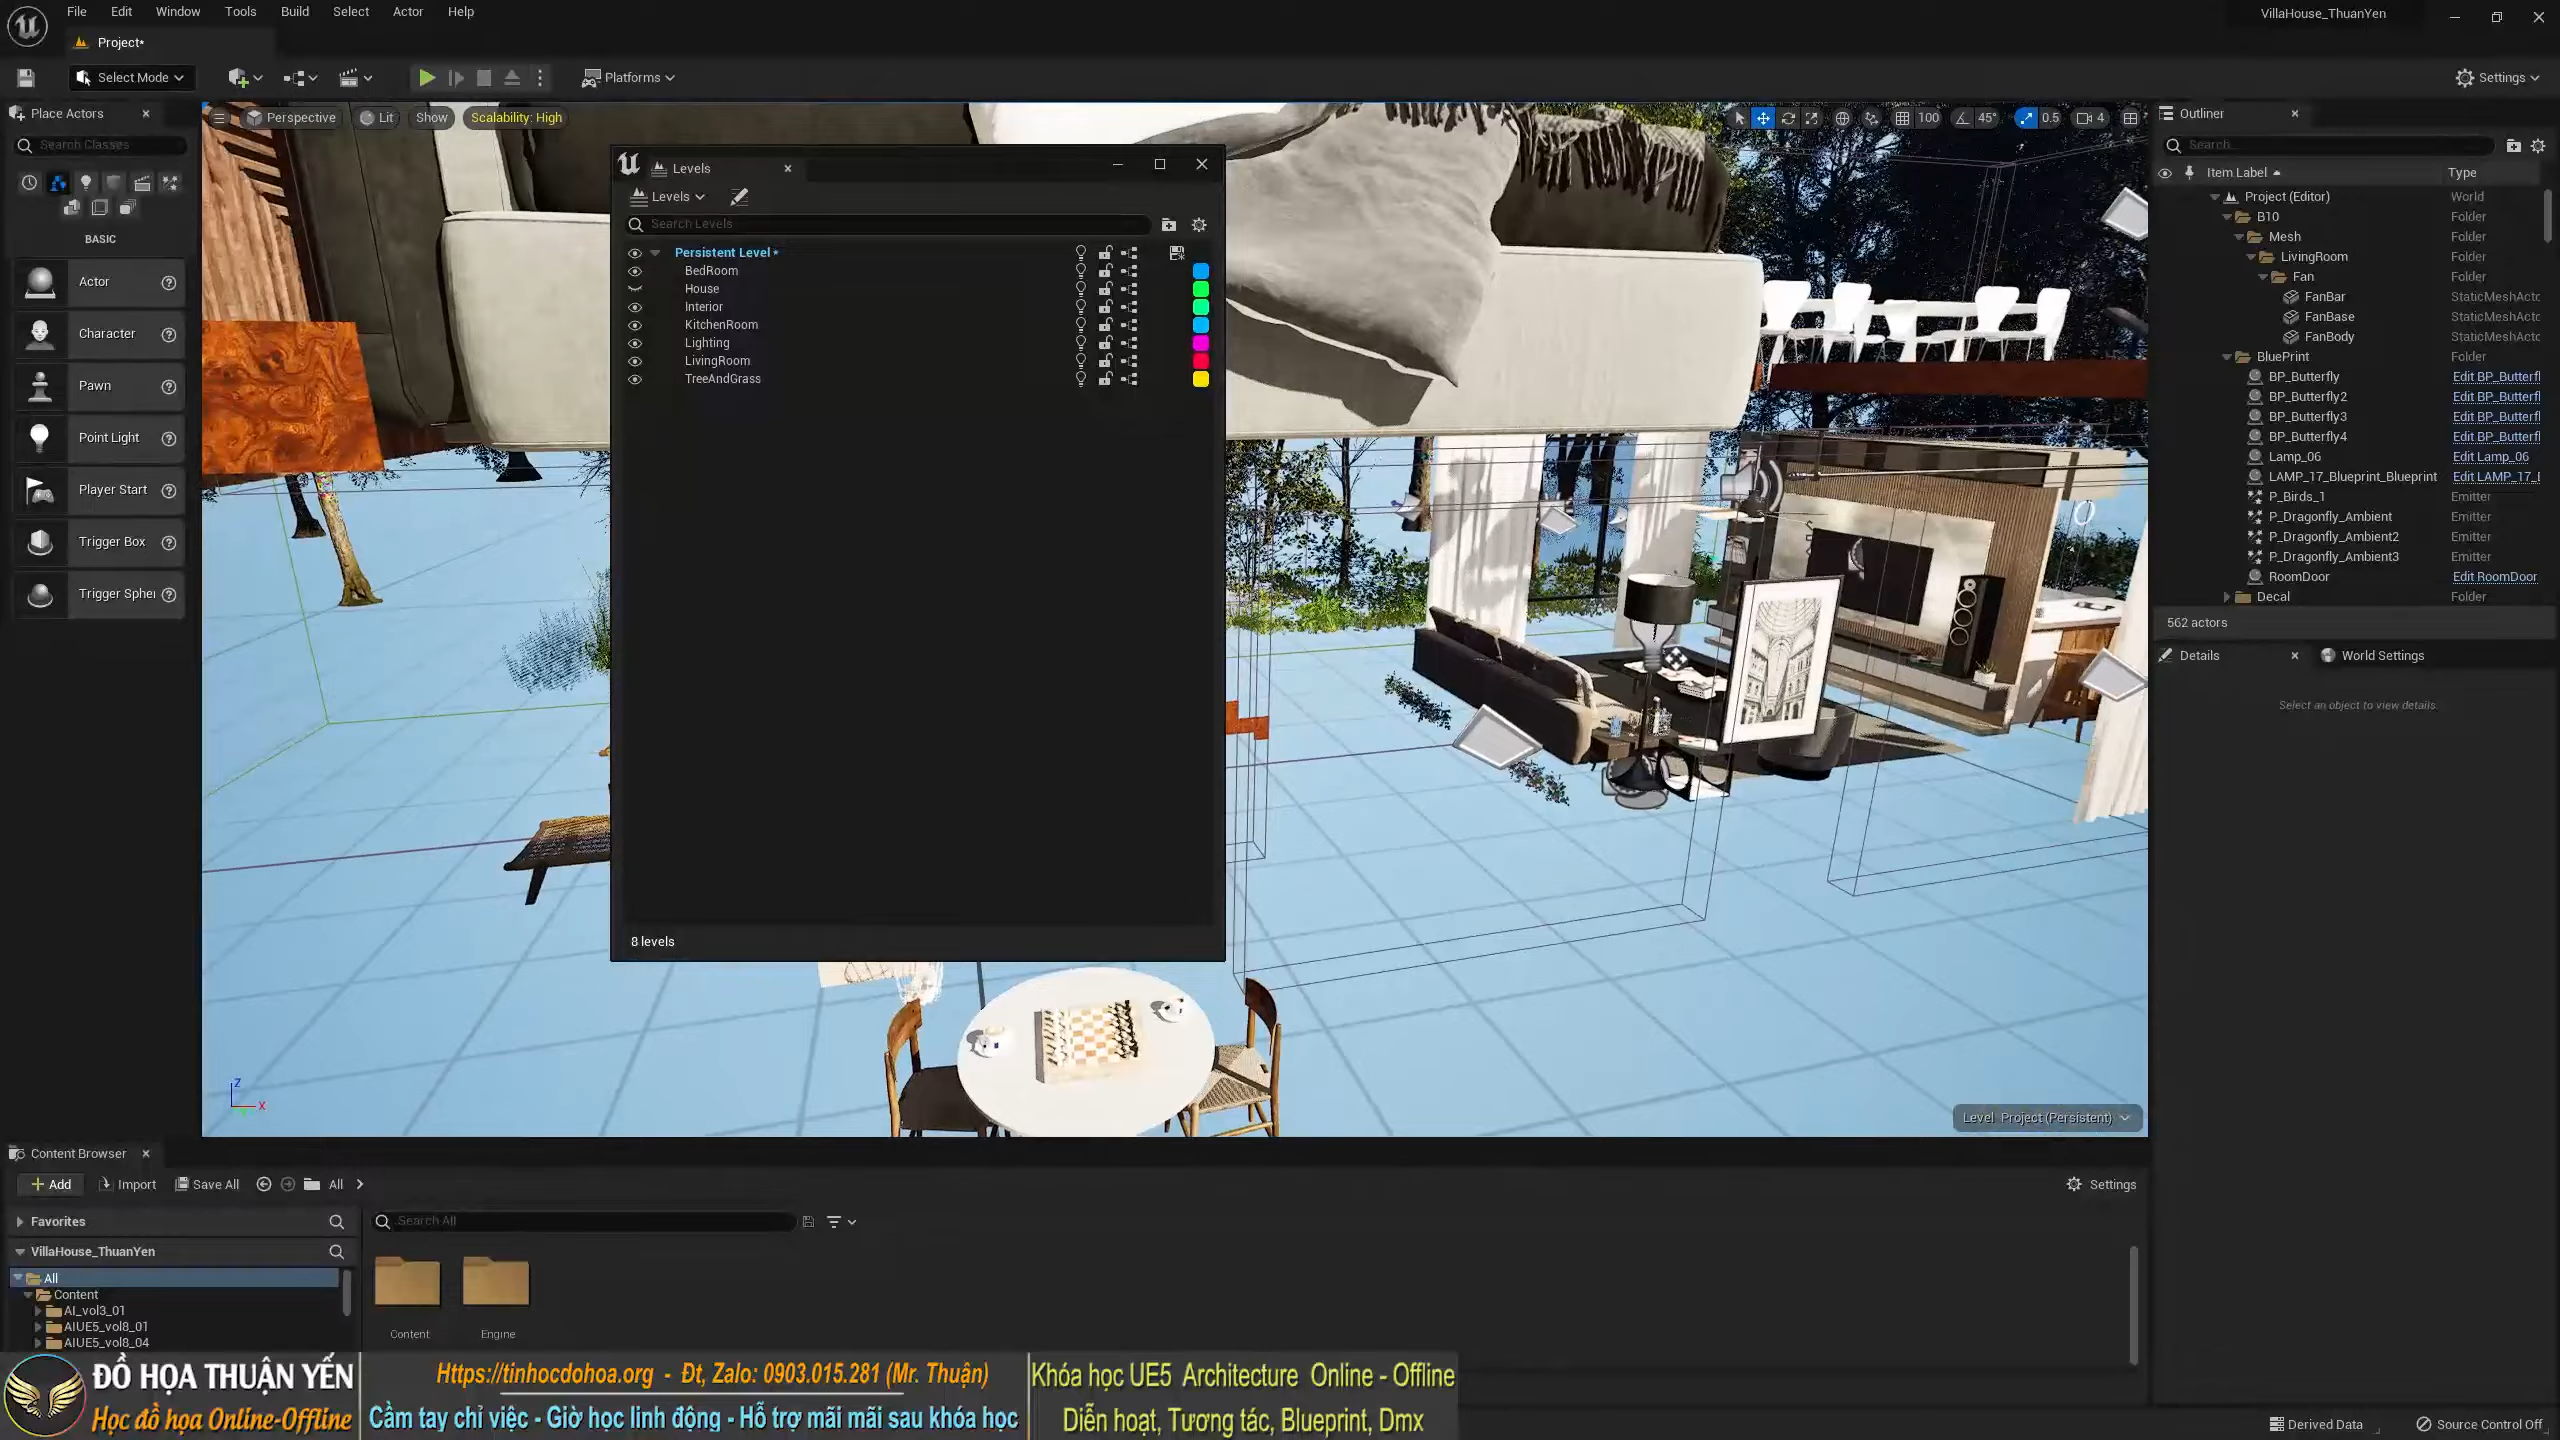 File Edit Window Tools Build Select Actor Help
VillaHouse_ThuanYen
Project*
Select Mode
Platforms
Settings
Place Actors
Search Classes
BASIC
Actor
Character
Pawn
Point Light
Player Start
Trigger Box
Trigger Spher
Perspective
Lit
Show
Scalability: High
100
45°
0.5
4
Levels
Levels
Search Levels
Persistent Level*
BedRoom
House
Interior
KitchenRoom
Lighting
LivingRoom
TreeAndGrass
8 levels
Z
X
Level Project (Persistent)
Outliner
Search...
Item Label Type
Project (Editor) World
B10 Folder
Mesh Folder
LivingRoom Folder
Fan Folder
FanBar StaticMeshActo
FanBase StaticMeshActo
FanBody StaticMeshActo
BluePrint Folder
BP_Butterfly Edit BP_Butterfl
BP_Butterfly2 Edit BP_Butterfl
BP_Butterfly3 Edit BP_Butterfl
BP_Butterfly4 Edit BP_Butterfl
Lamp_06 Edit Lamp_06
LAMP_17_Blueprint_Blueprint Edit LAMP_17_E
P_Birds_1 Emitter
P_Dragonfly_Ambient Emitter
P_Dragonfly_Ambient2 Emitter
P_Dragonfly_Ambient3 Emitter
RoomDoor Edit RoomDoor
Decal Folder
562 actors
Details
World Settings
Select an object to view details.
Content Browser
Add
Import
Save All
All
Settings
Favorites
Search All
VillaHouse_ThuanYen
All
Content
AI_vol3_01
AIUE5_vol8_01
AIUE5_vol8_04
Content
Engine
ĐỒ HỌA THUẬN YẾN
Học đồ họa Online-Offline
Https://tinhocdohoa.org - Đt, Zalo: 0903.015.281 (Mr. Thuận)
Cầm tay chỉ việc - Giờ học linh động - Hỗ trợ mãi mãi sau khóa học
Khóa học UE5 Architecture Online - Offline
Diễn hoạt, Tương tác, Blueprint, Dmx
Derived Data
Source Control Off